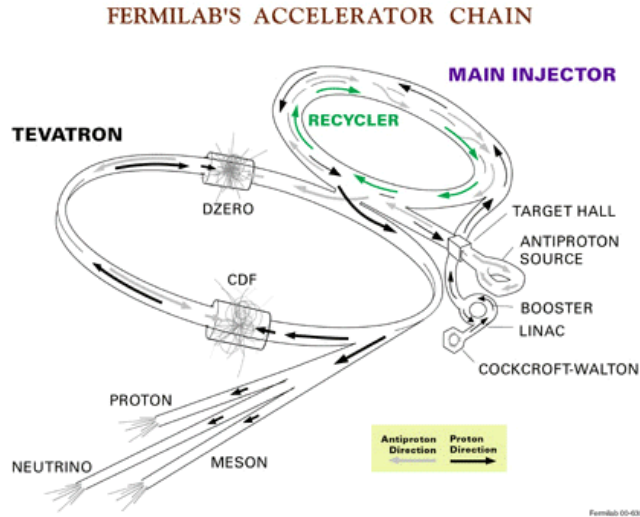 FERMILAB'S ACCELERATOR CHAIN
MAIN INJECTOR
RECYCLER
TEVATRON
DZERO
TARGET HALL
ANTIPROTON
SOURCE
CDF
BOOSTER
LINAC
COCKCROFT-WALTON
PROTON
NEUTRINO
MESON
Antiproton
Direction
Proton
Direction